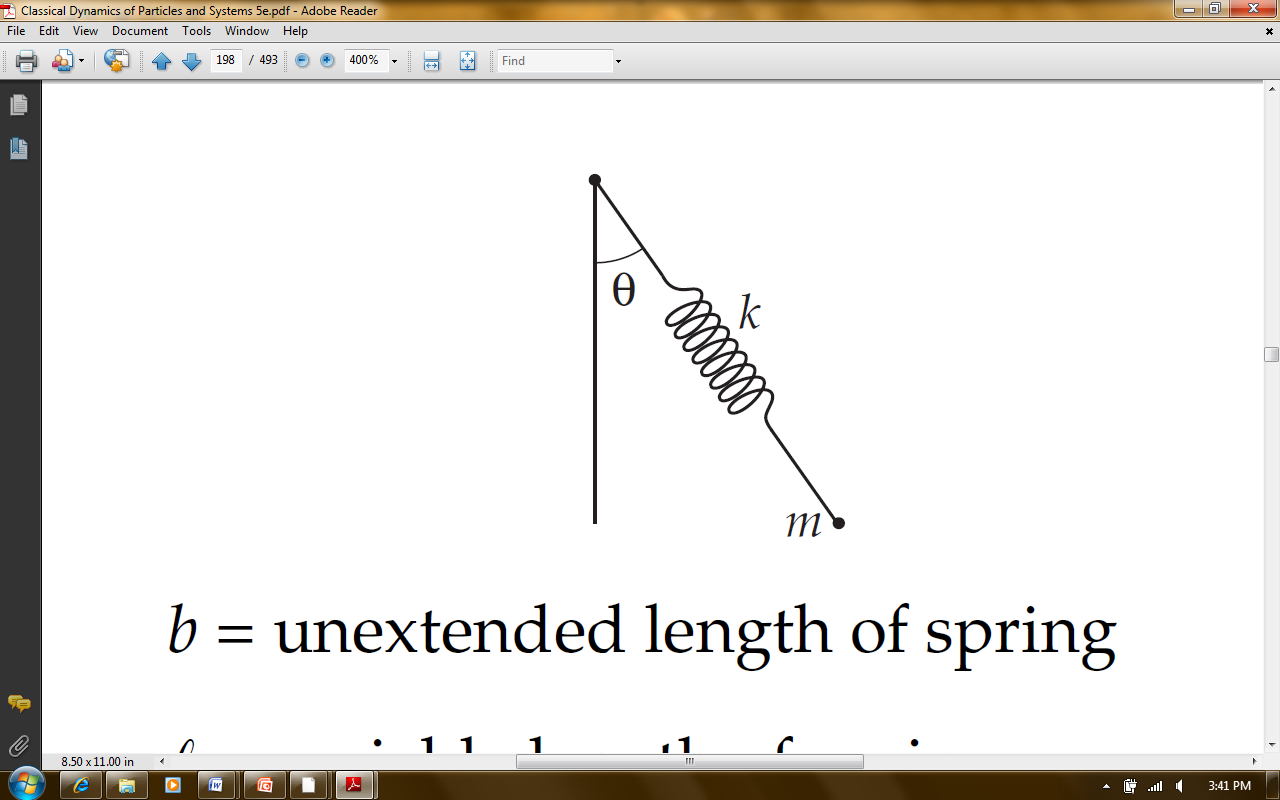 Classical Dynamics of Particles and Systems 5e.pdf - Adobe Reader
File Edit View Document Tools Window Help
198 / 493 400% Find
θ
k
m
b = unextended length of spring
8.50 x 11.00 in
3:41 PM